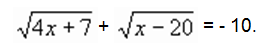 √(4x + 7) + √(x − 20) = - 10.